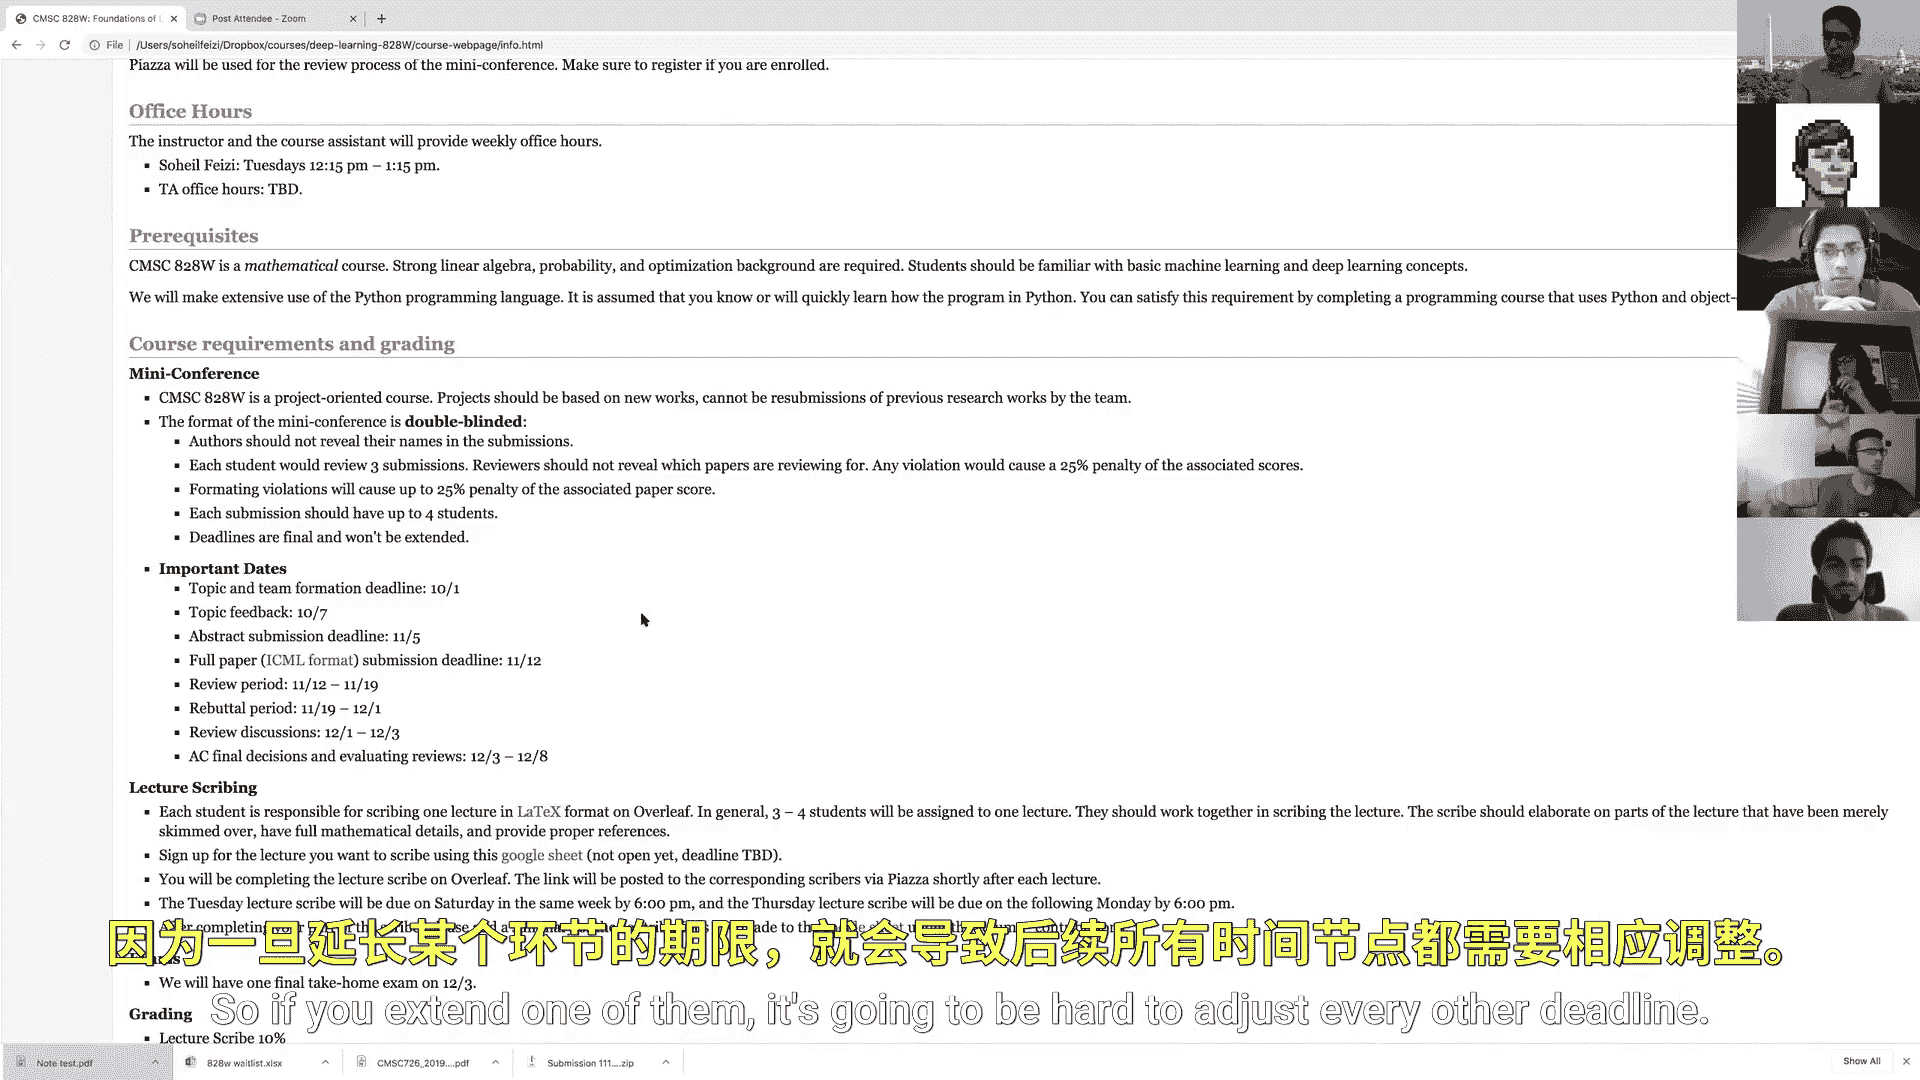 CMSC 828W: Foundations of
Post Attendee - Zoom
File
/Users/soheilfeizi/Dropbox/courses/deep-learning-828W/course-webpage/info.html
Piazza will be used for the review process of the mini-conference. Make sure to register if you are enrolled.
Office Hours
The instructor and the course assistant will provide weekly office hours.
Soheil Feizi: Tuesdays 12:15 pm – 1:15 pm.
TA office hours: TBD.
Prerequisites
CMSC 828W is a mathematical course. Strong linear algebra, probability, and optimization background are required. Students should be familiar with basic machine learning and deep learning concepts.
We will make extensive use of the Python programming language. It is assumed that you know or will quickly learn how the program in Python. You can satisfy this requirement by completing a programming course that uses Python and object-
Course requirements and grading
Mini-Conference
CMSC 828W is a project-oriented course. Projects should be based on new works, cannot be resubmissions of previous research works by the team.
The format of the mini-conference is double-blinded:
Authors should not reveal their names in the submissions.
Each student would review 3 submissions. Reviewers should not reveal which papers are reviewing for. Any violation would cause a 25% penalty of the associated scores.
Formating violations will cause up to 25% penalty of the associated paper score.
Each submission should have up to 4 students.
Deadlines are final and won't be extended.
Important Dates
Topic and team formation deadline: 10/1
Topic feedback: 10/7
Abstract submission deadline: 11/5
Full paper (ICML format) submission deadline: 11/12
Review period: 11/12 – 11/19
Rebuttal period: 11/19 – 12/1
Review discussions: 12/1 – 12/3
AC final decisions and evaluating reviews: 12/3 – 12/8
Lecture Scribing
Each student is responsible for scribing one lecture in LaTeX format on Overleaf. In general, 3 – 4 students will be assigned to one lecture. They should work together in scribing the lecture. The scribe should elaborate on parts of the lecture that have been merely
skimmed over, have full mathematical details, and provide proper references.
Sign up for the lecture you want to scribe using this google sheet (not open yet, deadline TBD).
You will be completing the lecture scribe on Overleaf. The link will be posted to the corresponding scribers via Piazza shortly after each lecture.
The Tuesday lecture scribe will be due on Saturday in the same week by 6:00 pm, and the Thursday lecture scribe will be due on the following Monday by 6:00 pm.
因为一旦延长某个环节的期限，就会导致后续所有时间节点都需要相应调整。
We will have one final take-home exam on 12/3.
Grading
So if you extend one of them, it's going to be hard to adjust every other deadline.
Lecture Scribe 10%
Note test.pdf
828w waitlist.xlsx
CMSC726_2019....pdf
Submission 111....zip
Show All